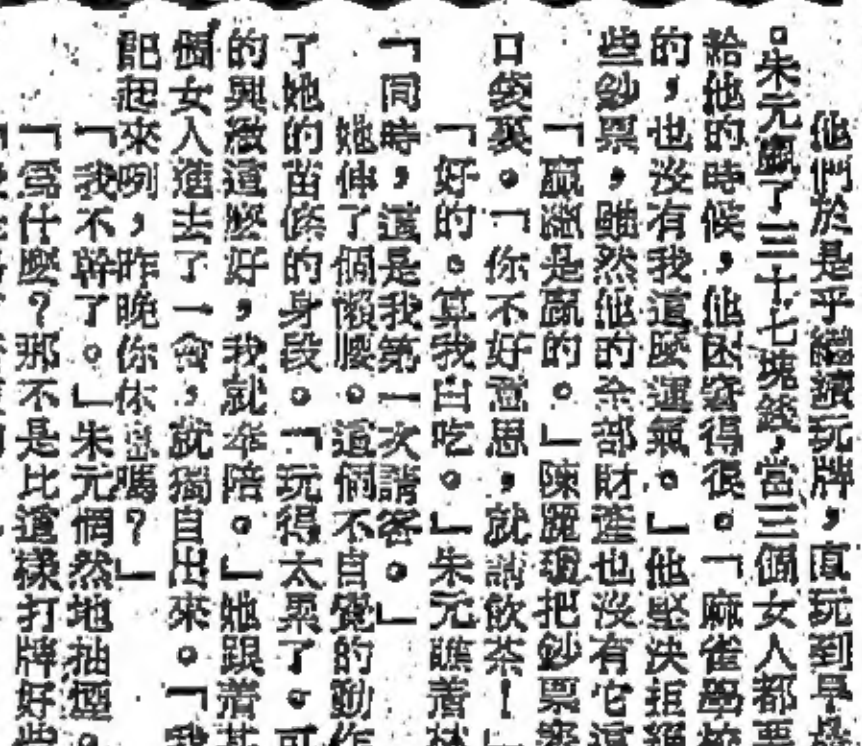 他們於是乎繼續玩牌，直玩到早晨
。朱元贏了三十七塊錢，當三個女人都要
給他的時候，他困窘得很。「麻雀學校
的，也沒有我這麼運氣。」他堅決拒絕
些鈔票，雖然他的全部財產也沒有它這
「贏總是贏的。」陳麗瑚把鈔票塞
口袋裏。「你不好意思，就請飲茶！」
「好的。算我白吃。」朱元瞧着林
「同時，這是我第一次請客。」
她伸了個懶腰。這個不自覺的動作
了她的苗條的身段。「玩得太累了。可
的興緻這麼好，我就奉陪。」她跟着其
個女人進去了一會，就獨自出來。「我
記起來咧，昨晚你休息嗎？」
「我不幹了。」朱元惘然地抽煙。
「為什麼？那不是比這樣打牌好些